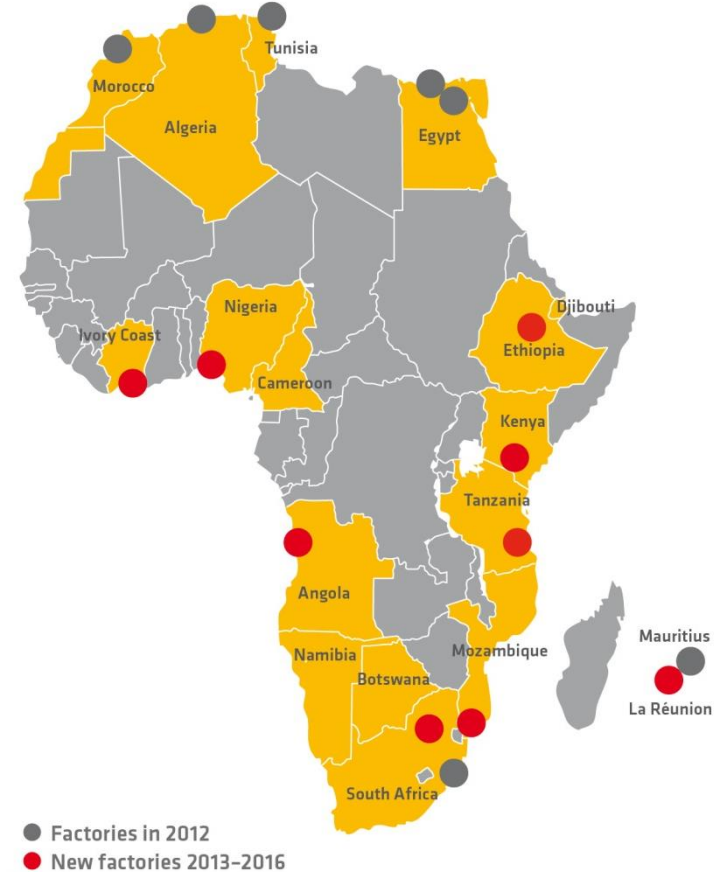 Tunisia
Morocco
Algeria
Egypt
Nigeria
Djibouti
Ivory Coast
Ethiopia
Cameroon
Kenya
Tanzania
Angola
Mauritius
Namibia
Mozambique
Botswana
La Réunion
South Africa
Factories in 2012
New factories 2013–2016